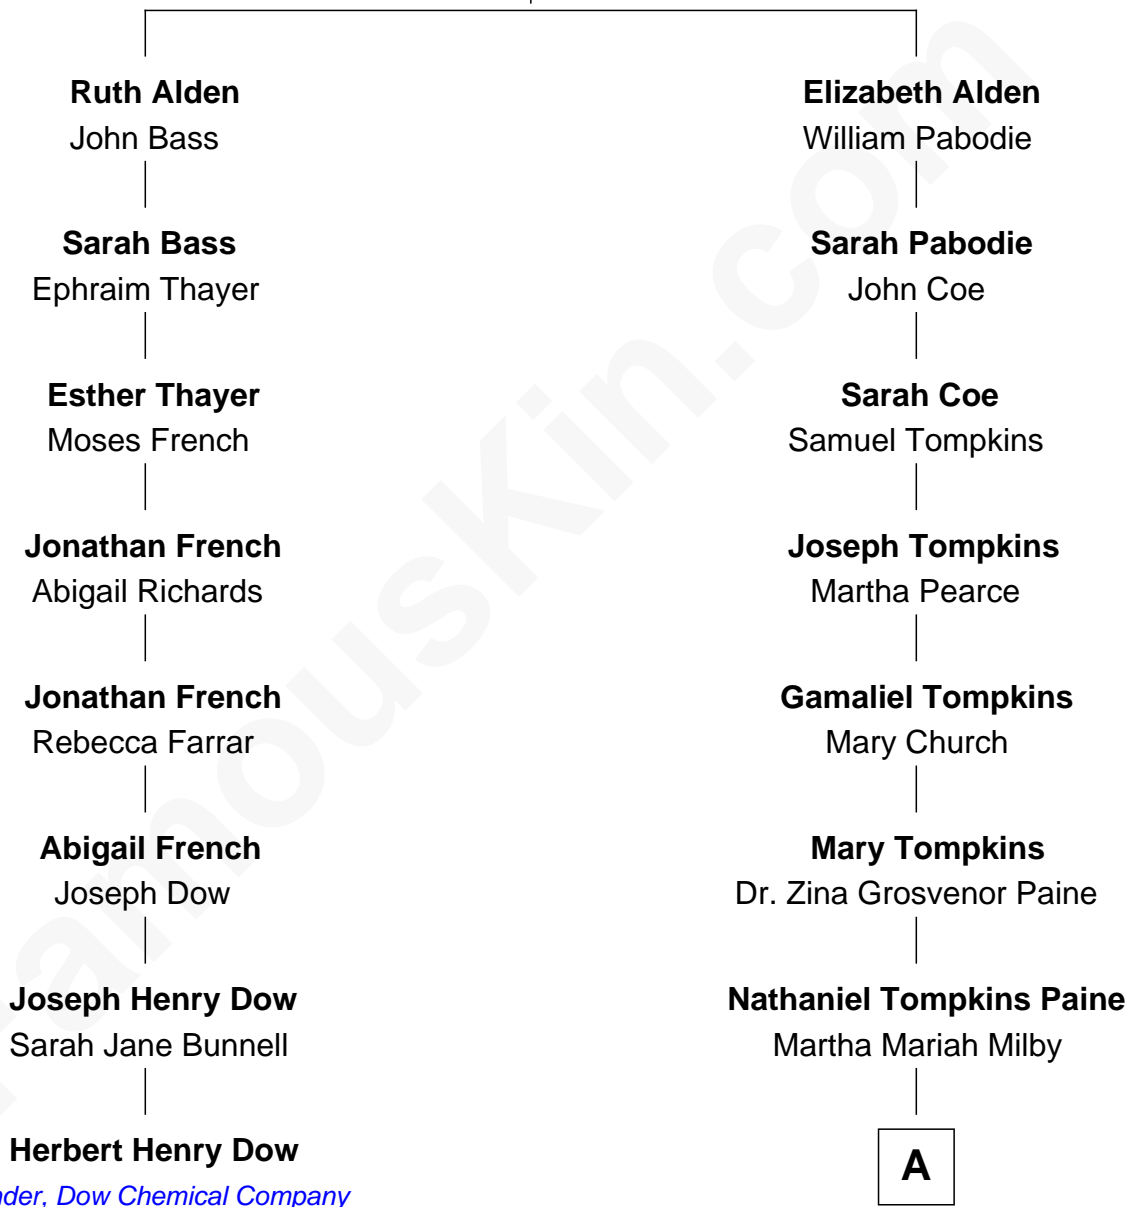 Ruth Alden
John Bass
Sarah Bass
Ephraim Thayer
Esther Thayer
Moses French
Jonathan French
Abigail Richards
Jonathan French
Rebecca Farrar
Abigail French
Joseph Dow
Joseph Henry Dow
Sarah Jane Bunnell
Herbert Henry Dow
nder, Dow Chemical Company
Elizabeth Alden
William Pabodie
Sarah Pabodie
John Coe
Sarah Coe
Samuel Tompkins
Joseph Tompkins
Martha Pearce
Gamaliel Tompkins
Mary Church
Mary Tompkins
Dr. Zina Grosvenor Paine
Nathaniel Tompkins Paine
Martha Mariah Milby
A
FamousKin.com